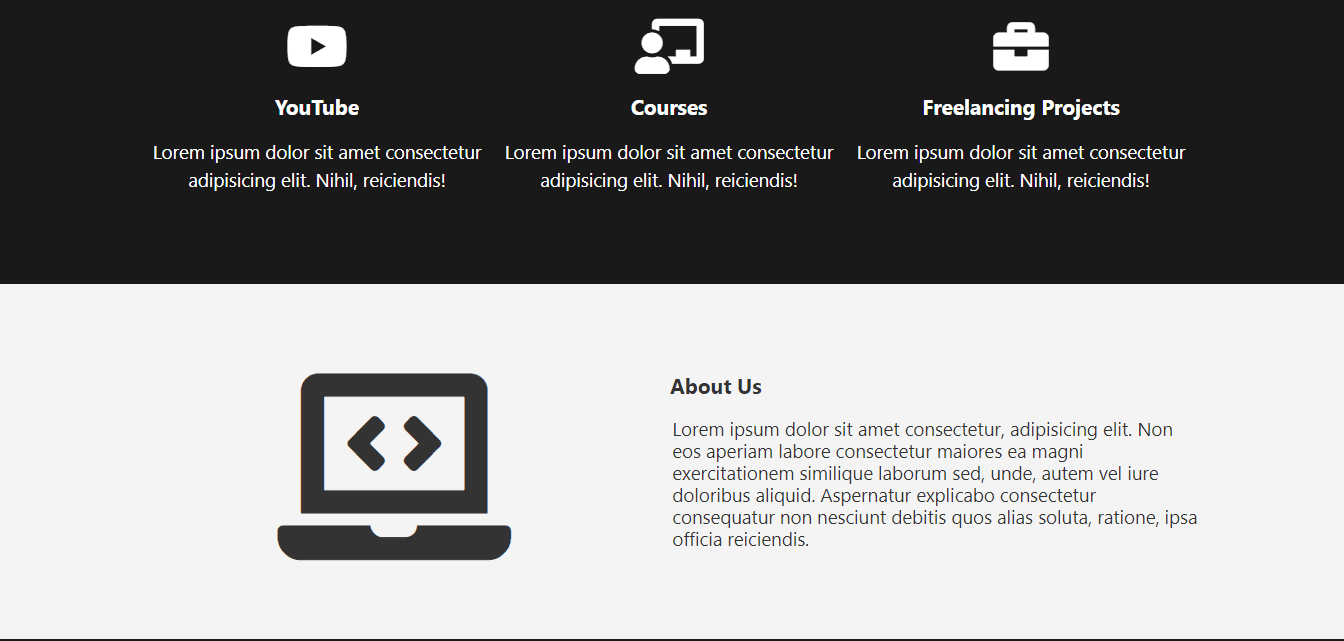 YouTube
Courses
Freelancing Projects
Lorem ipsum dolor sit amet consectetur
adipisicing elit. Nihil, reiciendis!
Lorem ipsum dolor sit amet consectetur
adipisicing elit. Nihil, reiciendis!
Lorem ipsum dolor sit amet consectetur
adipisicing elit. Nihil, reiciendis!
About Us
Lorem ipsum dolor sit amet consectetur, adipisicing elit. Non
eos aperiam labore consectetur maiores ea magni
exercitationem similique laborum sed, unde, autem vel iure
doloribus aliquid. Aspernatur explicabo consectetur
consequatur non nesciunt debitis quos alias soluta, ratione, ipsa
officia reiciendis.